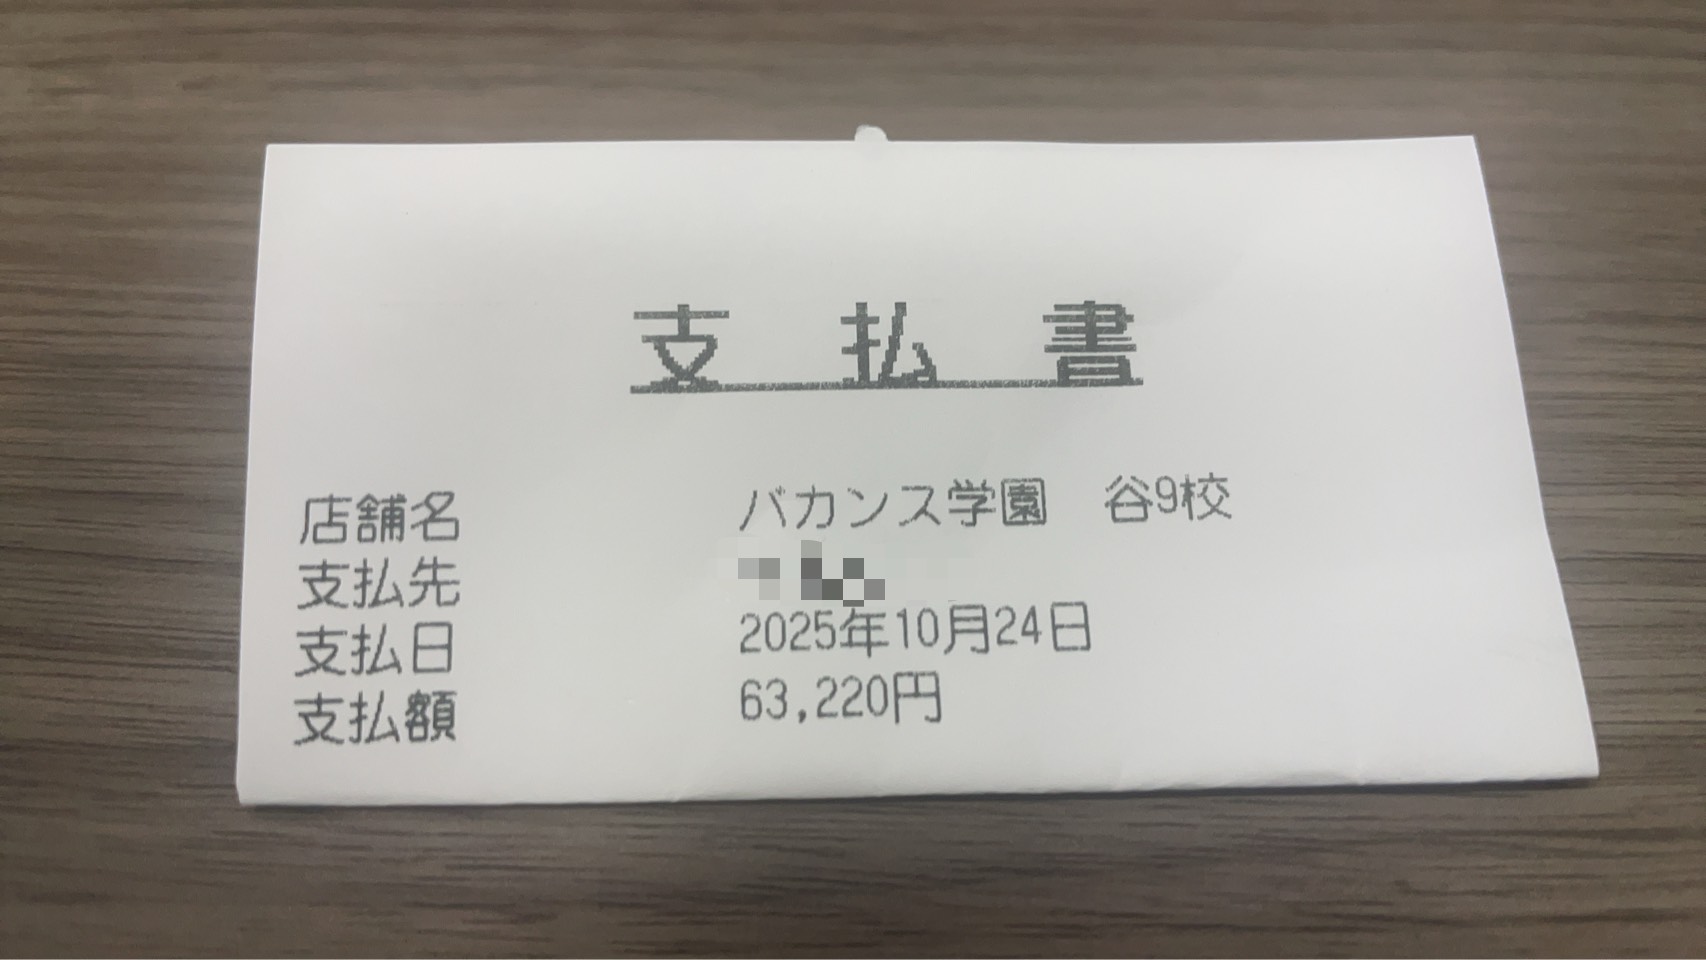 支払書
店舗名 バカンス学園 谷9校
支払先
支払日 2025年10月24日
支払額 63,220円